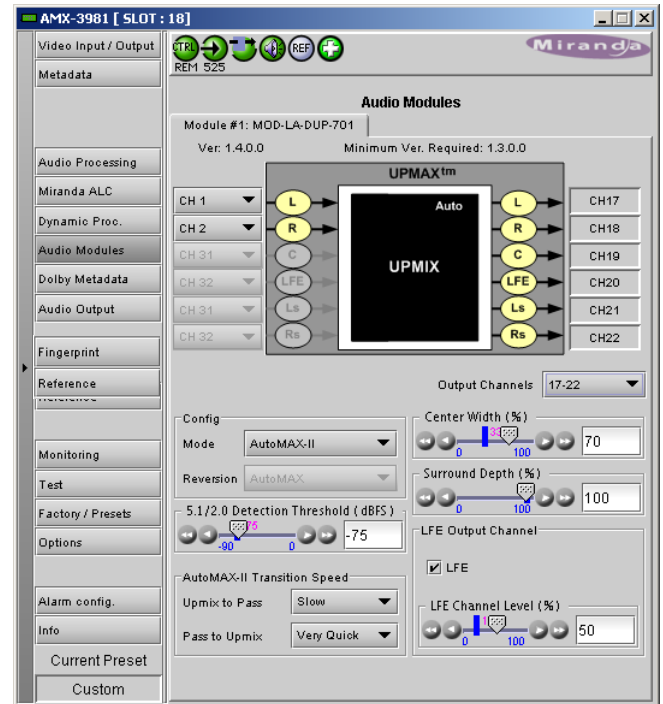 AMX-3981 [ SLOT : 18]
Video Input / Output
Metadata
Audio Processing
Miranda ALC
Dynamic Proc.
Audio Modules
Dolby Metadata
Audio Output
Fingerprint
Reference
Monitoring
Test
Factory / Presets
Options
Alarm config.
Info
Current Preset
Custom
CTRL REF
REM 525
Miranda
Audio Modules
Module #1: MOD-LA-DUP-701
Ver: 1.4.0.0 Minimum Ver. Required: 1.3.0.0
UPMAX™
Auto
UPMIX
CH 1 L L CH17
CH 2 R R CH18
CH 31 C C CH19
CH 32 LFE LFE CH20
CH 31 Ls Ls CH21
CH 32 Rs Rs CH22
Output Channels 17-22
Config
Mode AutoMAX-II
Reversion AutoMAX
5.1/2.0 Detection Threshold ( dBFS )
-90 0 -75
AutoMAX-II Transition Speed
Upmix to Pass Slow
Pass to Upmix Very Quick
Center Width (%)
0 100 70
Surround Depth (%)
0 100 100
LFE Output Channel
LFE
LFE Channel Level (%)
0 100 50